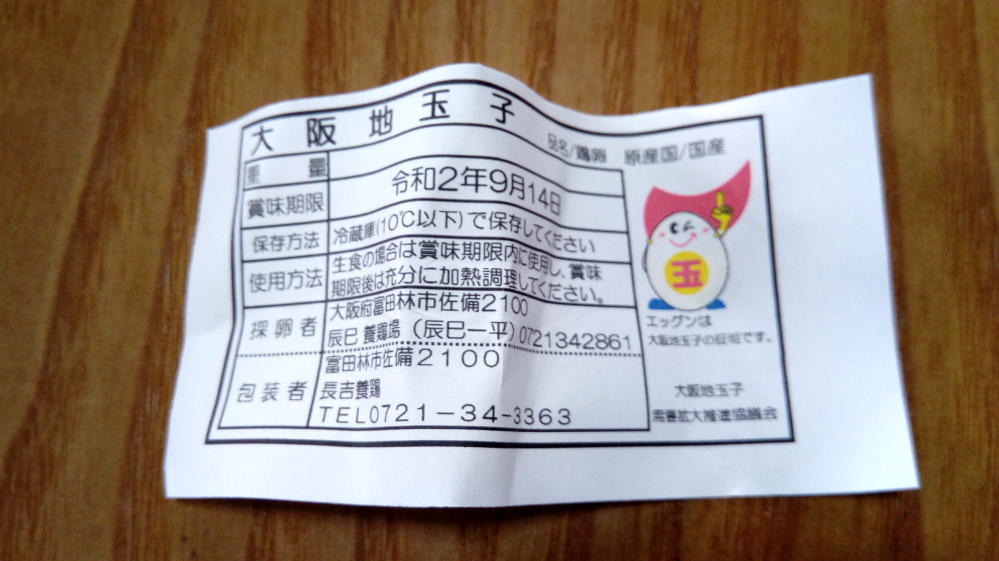 大阪地玉子
品名/鶏卵 原産国/国産
重量
賞味期限 令和2年9月14日
保存方法 冷蔵庫(10℃以下)で保存してください
使用方法 生食の場合は賞味期限内に使用し、賞味
期限後は充分に加熱調理してください。
採卵者 大阪府富田林市佐備2100
辰巳 養鶏場 (辰巳一平) 0721342861
包装者 富田林市佐備2100
長吉養鶏
TEL0721-34-3363
玉
エッグンは
大阪地玉子の証明です。
大阪地玉子
需要拡大推進協議会